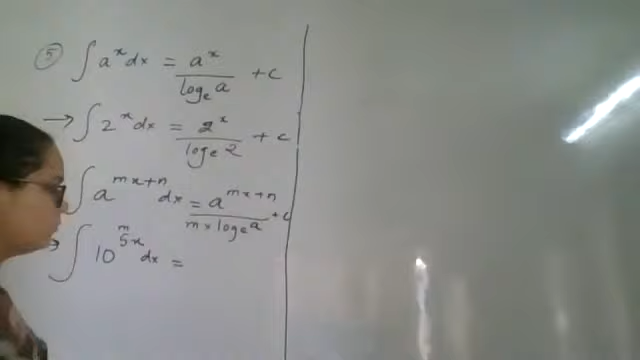 ⑤ ∫ a^x dx = a^x / log_e a + c
→ ∫ 2^x dx = 2^x / log_e 2 + c
∫ a^(mx+n) dx = a^(mx+n) / m × log_e a + c
→ ∫ 10^(5x) dx =
m